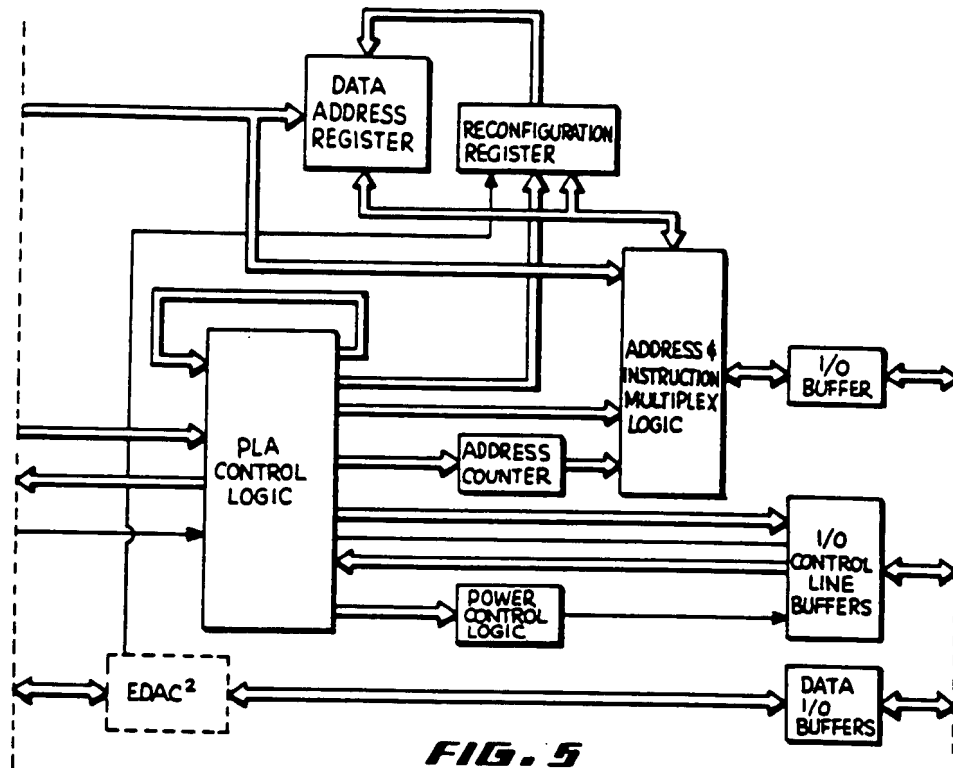 DATA
ADDRESS
REGISTER
RECONFIGURATION
REGISTER
ADDRESS &
INSTRUCTION
MULTIPLEX
LOGIC
I/O
BUFFER
PLA
CONTROL
LOGIC
ADDRESS
COUNTER
I/O
CONTROL
LINE
BUFFERS
POWER
CONTROL
LOGIC
EDAC²
DATA
I/O
BUFFERS
FIG. 5